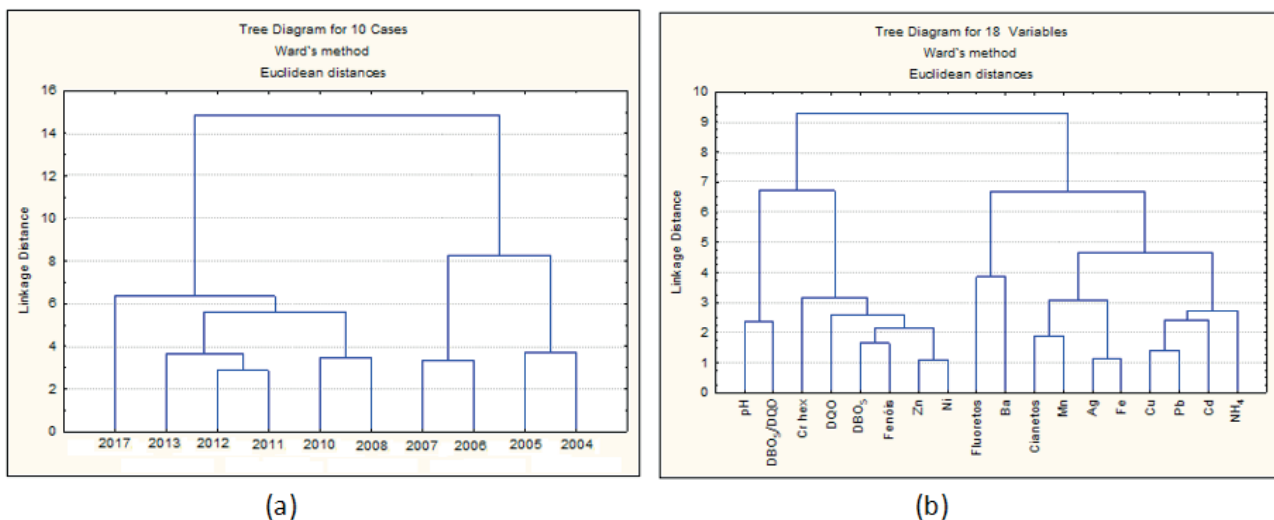 Tree Diagram for 10 Cases
Ward's method
Euclidean distances
16
14
12
10
8
6
4
2
0
Linkage Distance
2017 2013 2012 2011 2010 2008 2007 2006 2005 2004
(a)
Tree Diagram for 18 Variables
Ward's method
Euclidean distances
10
9
8
7
6
5
4
3
2
1
0
Linkage Distance
pH
DBO5/DQO
Cr hex
DQO
DBO5
Fenóis
Zn
Ni
Fluoretos
Ba
Cianetos
Mn
Ag
Fe
Cu
Pb
Cd
NH4
(b)